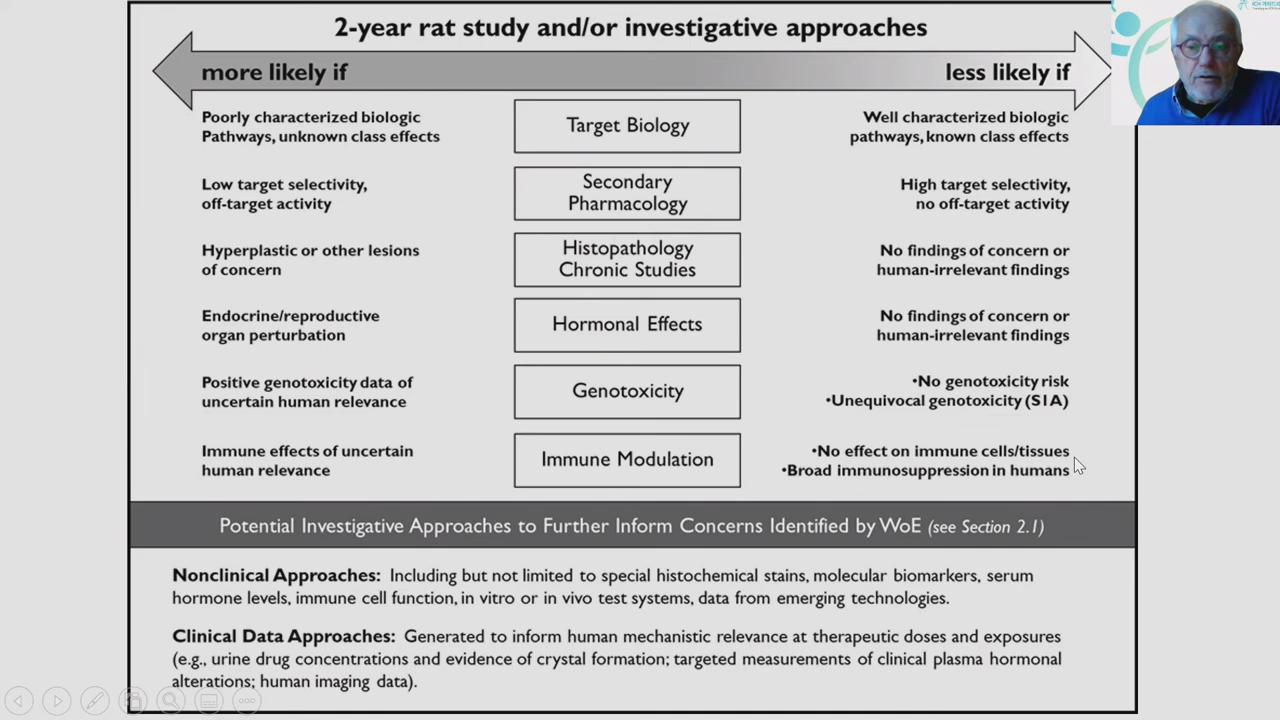 2-year rat study and/or investigative approaches
more likely if
less likely if
Poorly characterized biologic
Pathways, unknown class effects
Target Biology
Well characterized biologic
pathways, known class effects
Low target selectivity,
off-target activity
Secondary
Pharmacology
High target selectivity,
no off-target activity
Hyperplastic or other lesions
of concern
Histopathology
Chronic Studies
No findings of concern or
human-irrelevant findings
Endocrine/reproductive
organ perturbation
Hormonal Effects
No findings of concern or
human-irrelevant findings
Positive genotoxicity data of
uncertain human relevance
Genotoxicity
•No genotoxicity risk
•Unequivocal genotoxicity (S1A)
Immune effects of uncertain
human relevance
Immune Modulation
•No effect on immune cells/tissues
•Broad immunosuppression in humans
Potential Investigative Approaches to Further Inform Concerns Identified by WoE (see Section 2.1)
Nonclinical Approaches: Including but not limited to special histochemical stains, molecular biomarkers, serum
hormone levels, immune cell function, in vitro or in vivo test systems, data from emerging technologies.
Clinical Data Approaches: Generated to inform human mechanistic relevance at therapeutic doses and exposures
(e.g., urine drug concentrations and evidence of crystal formation; targeted measurements of clinical plasma hormonal
alterations; human imaging data).